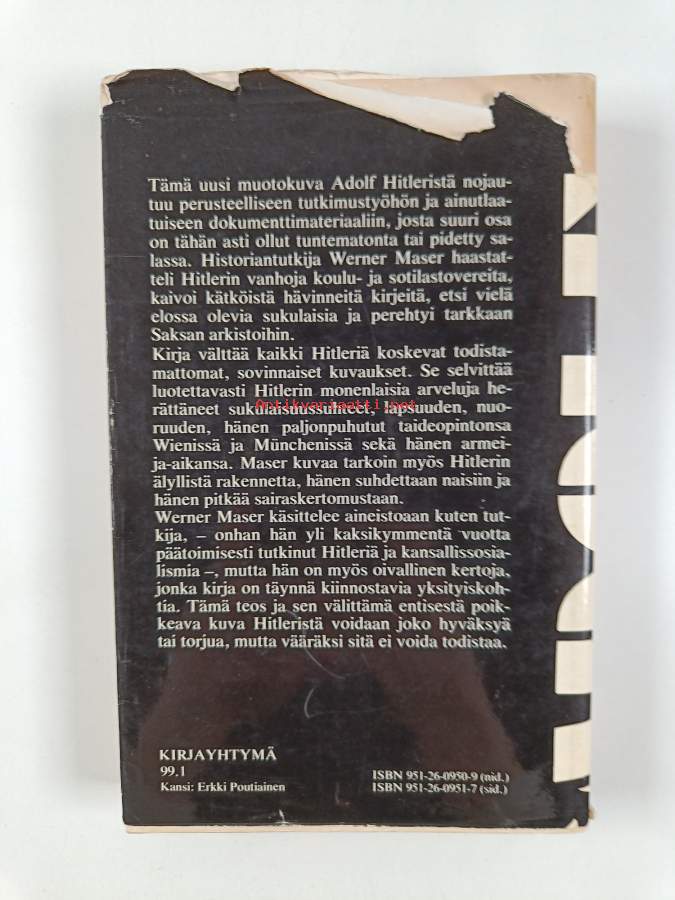 Tämä uusi muotokuva Adolf Hitleristä nojau-
tuu perusteelliseen tutkimustyöhön ja ainutlaa-
tuiseen dokumenttimateriaaliin, josta suuri osa
on tähän asti ollut tuntematonta tai pidetty sa-
lassa. Historiantutkija Werner Maser haastat-
teli Hitlerin vanhoja koulu- ja sotilastovereita,
kaivoi kätköistä hävinneitä kirjeitä, etsi vielä
elossa olevia sukulaisia ja perehtyi tarkkaan
Saksan arkistoihin.
Kirja välttää kaikki Hitleriä koskevat todista-
mattomat, sovinnaiset kuvaukset. Se selvittää
luotettavasti Hitlerin monenlaisia arveluja he-
rättäneet sukulaisuussuhteet, lapsuuden, nuo-
Antikvariaatti.net
ruuden, hänen paljonpuhutut taideopintonsa
Wienissä ja Münchenissä sekä hänen armei-
ja-aikansa. Maser kuvaa tarkoin myös Hitlerin
älyllistä rakennetta, hänen suhdettaan naisiin ja
hänen pitkää sairaskertomustaan.
Werner Maser käsittelee aineistoaan kuten tut-
kija, – onhan hän yli kaksikymmentä vuotta
päätoimisesti tutkinut Hitleriä ja kansallissosia-
lismia –, mutta hän on myös oivallinen kertoja,
jonka kirja on täynnä kiinnostavia yksityiskoh-
tia. Tämä teos ja sen välittämä entisestä poik-
keava kuva Hitleristä voidaan joko hyväksyä
tai torjua, mutta vääräksi sitä ei voida todistaa.
KIRJAYHTYMÄ
99.1
Kansi: Erkki Poutiainen
ISBN 951-26-0950-9 (nid.)
ISBN 951-26-0951-7 (sid.)